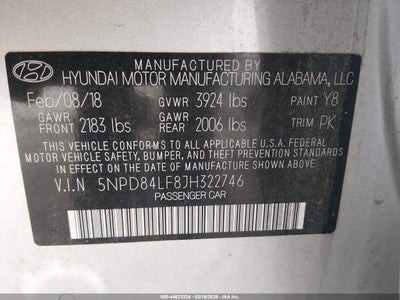 MANUFACTURED BY
HYUNDAI MOTOR MANUFACTURING ALABAMA, LLC
Feb/08/18 GVWR 3924 lbs PAINT Y8
GAWR FRONT 2183 lbs GAWR REAR 2006 lbs TRIM PK
THIS VEHICLE CONFORMS TO ALL APPLICABLE U.S.A. FEDERAL
MOTOR VEHICLE SAFETY, BUMPER, AND THEFT PREVENTION STANDARDS
IN EFFECT ON THE DATE OF MANUFACTURE SHOWN ABOVE.
V.I.N 5NPD84LF8JH322746
PASSENGER CAR